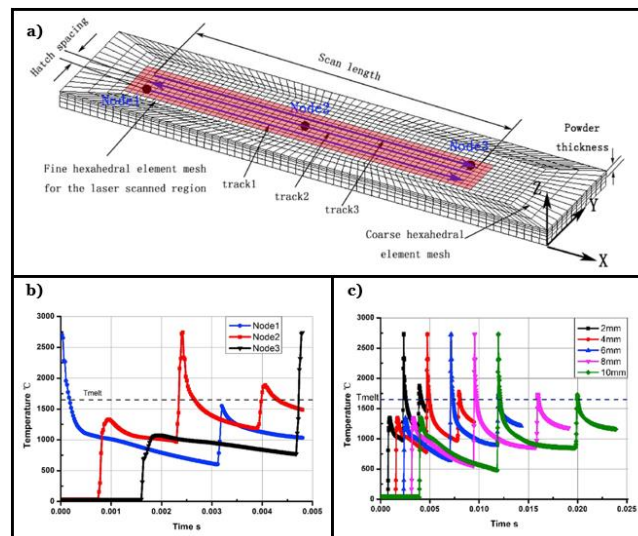 a)
Hatch spacing
Scan length
Node1
Node2
Node3
Powder
thickness
Fine hexahedral element mesh
for the laser scanned region
track1
track2
track3
Coarse hexahedral
element mesh
Z
Y
X
b)
3000
2500
2000
1500
1000
500
0
Temperature °C
Tmelt
Node1
Node2
Node3
0.000
0.001
0.002
0.003
0.004
0.005
Time s
c)
3000
2500
2000
1500
1000
500
0
Temperature °C
Tmelt
2mm
4mm
6mm
8mm
10mm
0.000
0.005
0.010
0.015
0.020
0.025
Time s